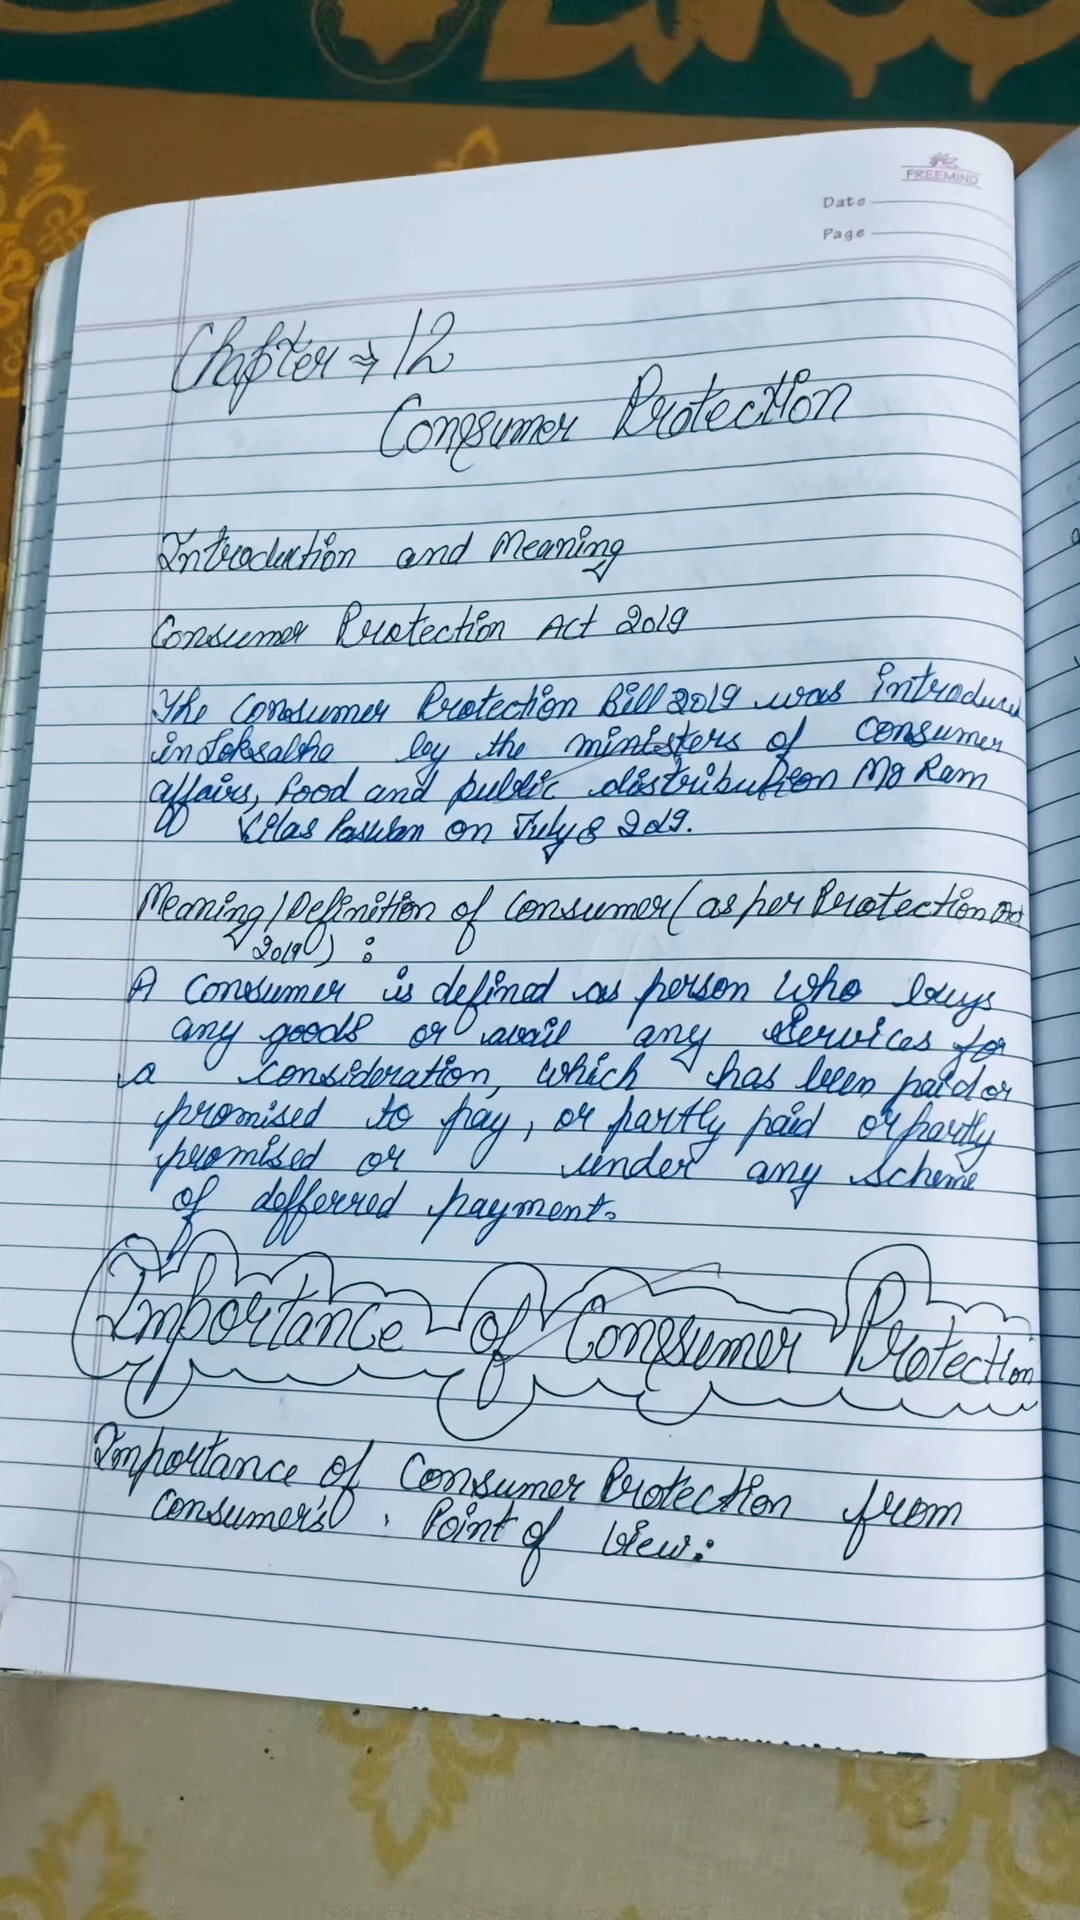 FREEMIND
Date
Page
Chapter ⇒ 12
Consumer Protection
Introduction and Meaning
Consumer Protection Act 2019
The Consumer Protection Bill 2019 was introduced
in Loksabha by the ministers of consumer
affairs, food and public distribution Mr Ram
Vilas Paswan on July 8 2019.
Meaning/Definition of Consumer (as per Protection Act
2019) :
A consumer is defined as person who buys
any goods or avail any services for
a consideration, which has been paid or
promised to pay, or partly paid or partly
promised or under any scheme
of defferred payment.
Importance of Consumer Protection
Importance of Consumer Protection from
consumer's Point of view: